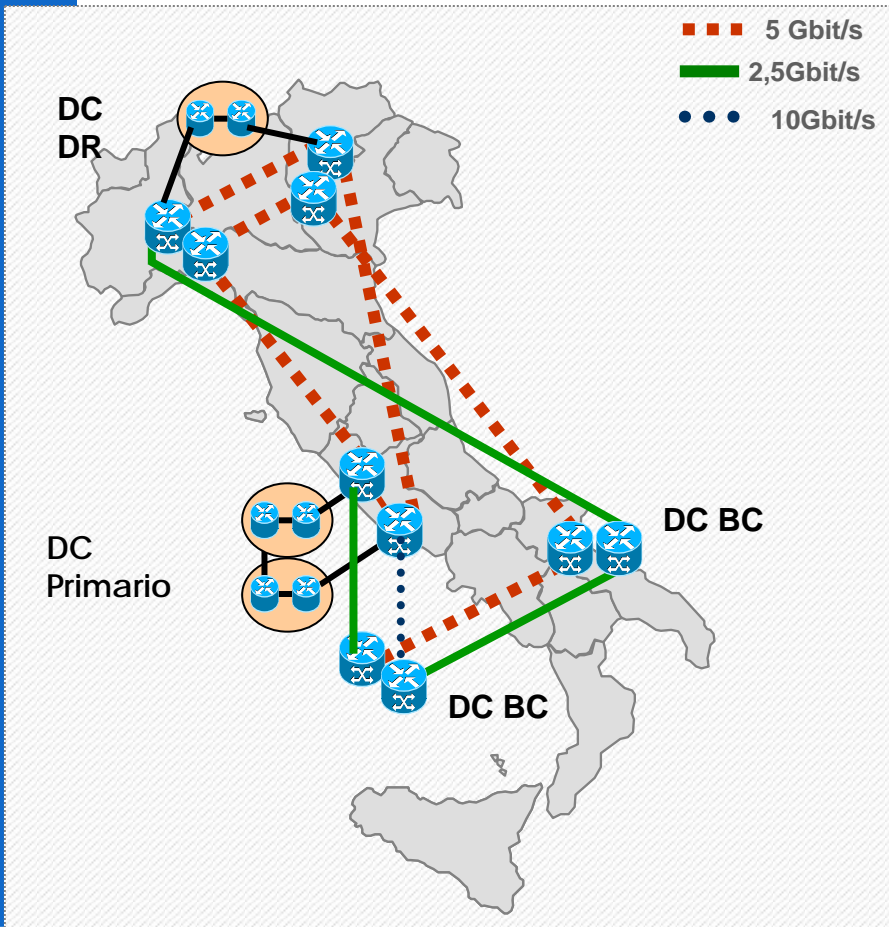 5 Gbit/s
2,5Gbit/s
10Gbit/s
DC
DR
DC BC
DC
Primario
DC BC